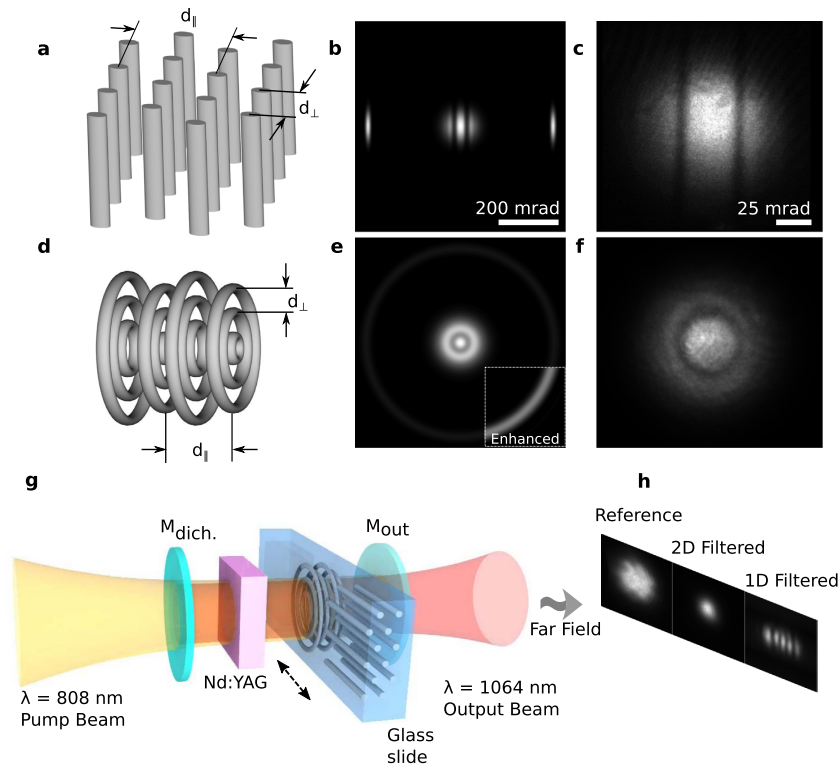 a
d∥
d⊥
b
200 mrad
c
25 mrad
d
d⊥
d∥
e
Enhanced
f
g
Mdich.
Mout
Nd:YAG
λ = 808 nm
Pump Beam
λ = 1064 nm
Output Beam
Glass
slide
Far Field
h
Reference
2D Filtered
1D Filtered